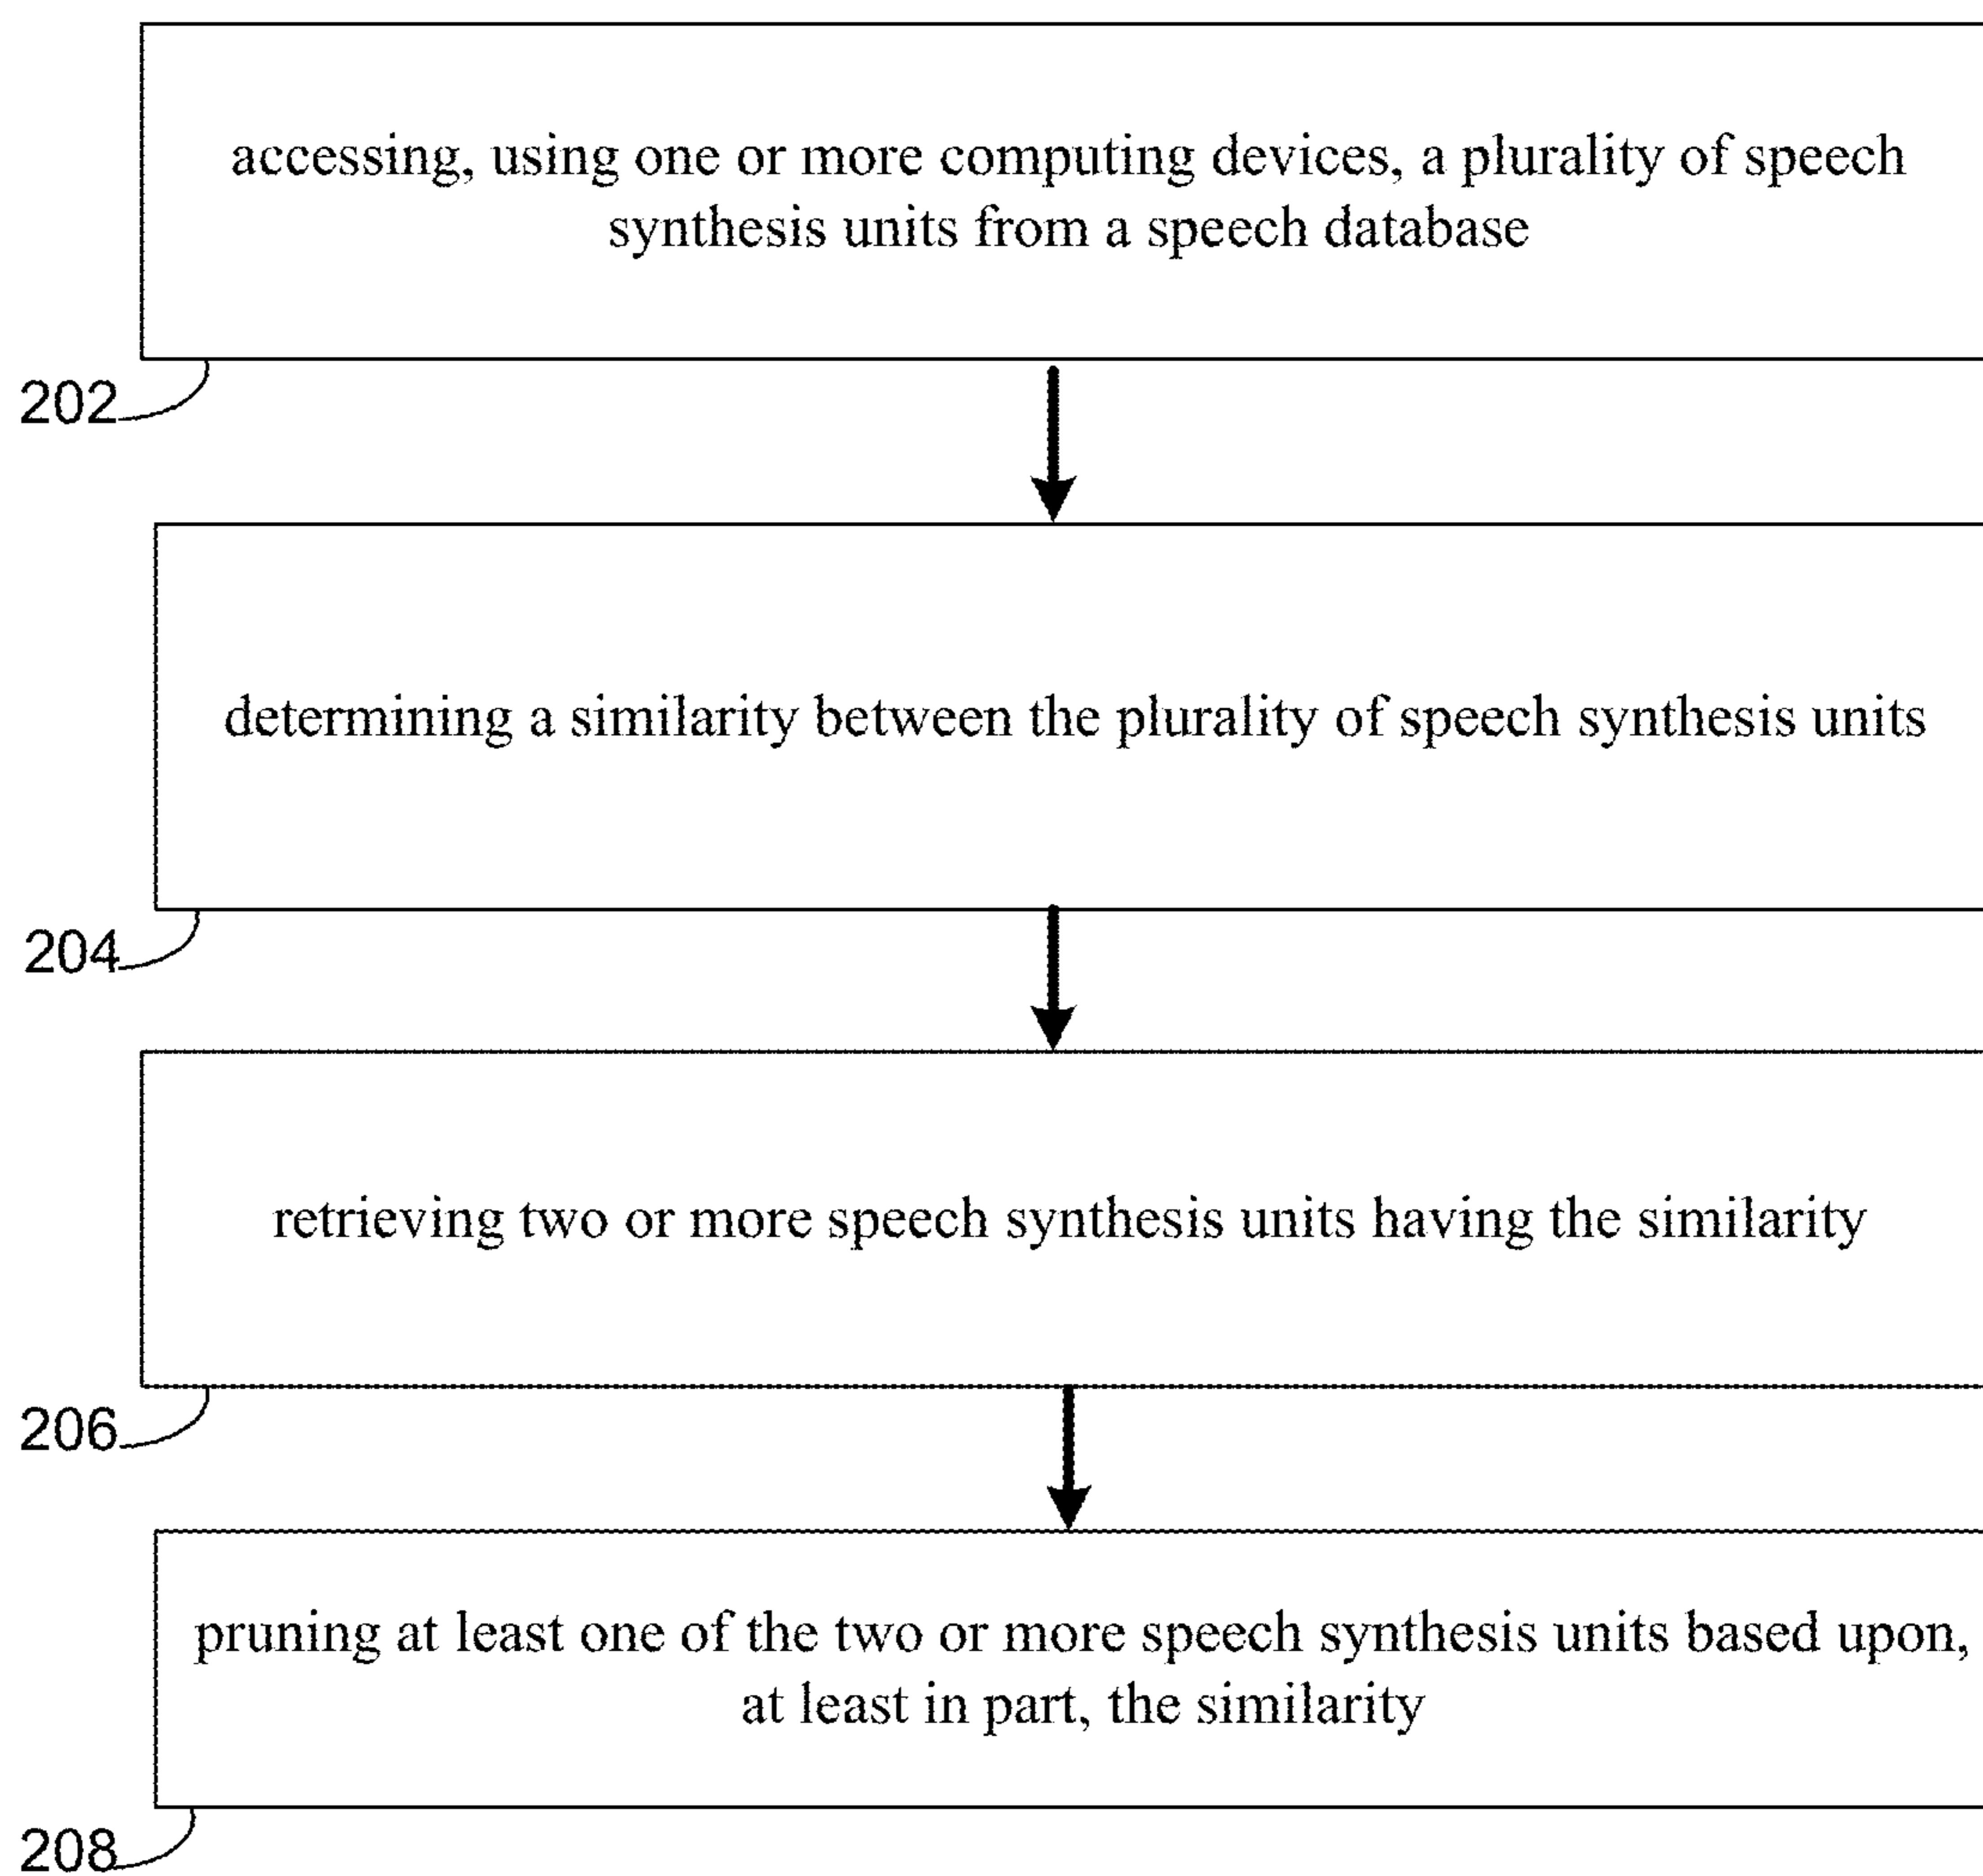 accessing, using one or more computing devices, a plurality of speech
synthesis units from a speech database
202
determining a similarity between the plurality of speech synthesis units
204
retrieving two or more speech synthesis units having the similarity
206
pruning at least one of the two or more speech synthesis units based upon,
at least in part, the similarity
208